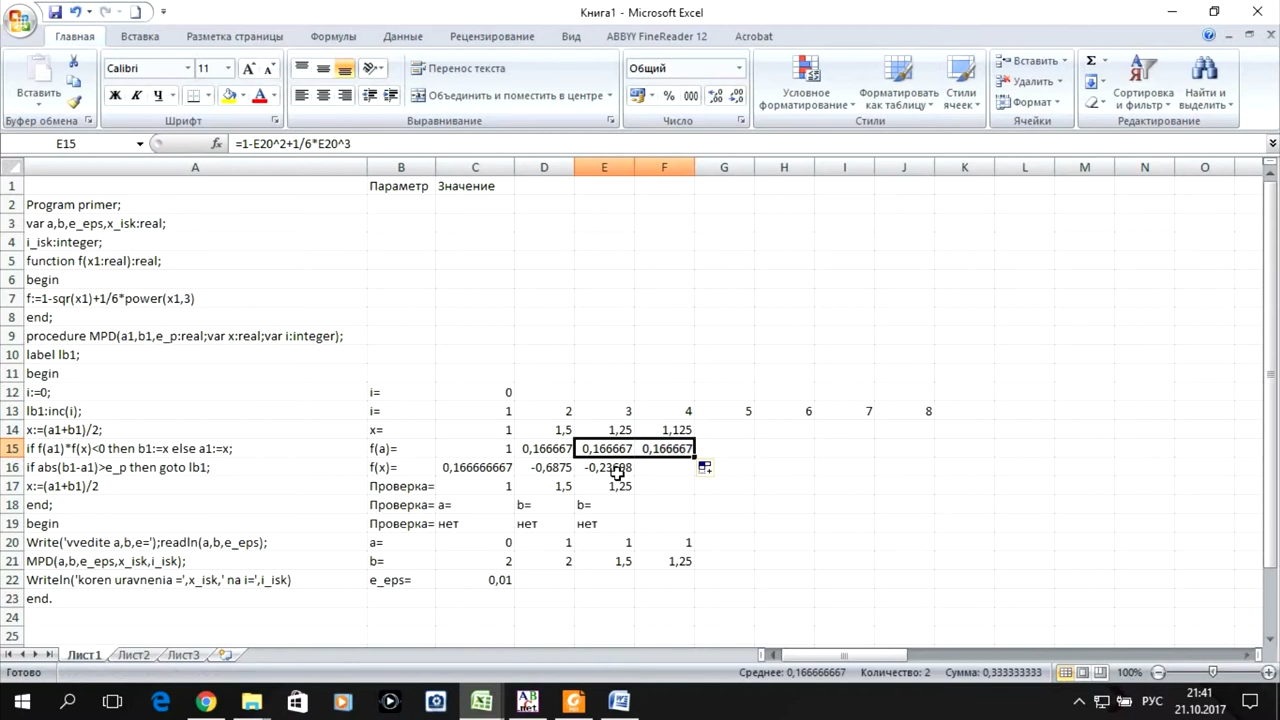 Книга1 - Microsoft Excel
Главная Вставка Разметка страницы Формулы Данные Рецензирование Вид ABBYY FineReader 12 Acrobat
Calibri 11 Перенос текста Общий Вставить Σ
Вставить Ж К Ч Объединить и поместить в центре % 000 Условное форматирование Форматировать как таблицу Стили ячеек Удалить Формат Сортировка и фильтр Найти и выделить
Буфер обмена Шрифт Выравнивание Число Стили Ячейки Редактирование
E15 fx =1-E20^2+1/6*E20^3
A B C D E F G H I J K L M N O
1 Параметр Значение
2 Program primer;
3 var a,b,e_eps,x_isk:real;
4 i_isk:integer;
5 function f(x1:real):real;
6 begin
7 f:=1-sqr(x1)+1/6*power(x1,3)
8 end;
9 procedure MPD(a1,b1,e_p:real;var x:real;var i:integer);
10 label lb1;
11 begin
12 i:=0; i= 0
13 lb1:inc(i); i= 1 2 3 4 5 6 7 8
14 x:=(a1+b1)/2; x= 1 1,5 1,25 1,125
15 if f(a1)*f(x)<0 then b1:=x else a1:=x; f(a)= 1 0,166667 0,166667 0,166667
16 if abs(b1-a1)>e_p then goto lb1; f(x)= 0,166666667 -0,6875
17 x:=(a1+b1)/2 Проверка= 1 1,5 1,25
18 end; Проверка= a= b= b=
19 begin Проверка= нет нет нет
20 Write('vvedite a,b,e=');readln(a,b,e_eps); a= 0 1 1 1
21 MPD(a,b,e_eps,x_isk,i_isk); b= 2 2 1,5 1,25
22 Writeln('koren uravnenia =',x_isk,' na i=',i_isk) e_eps= 0,01
23 end.
24
25
Лист1 Лист2 Лист3
Готово Среднее: 0,166666667 Количество: 2 Сумма: 0,333333333 100%
РУС 21:41
21.10.2017